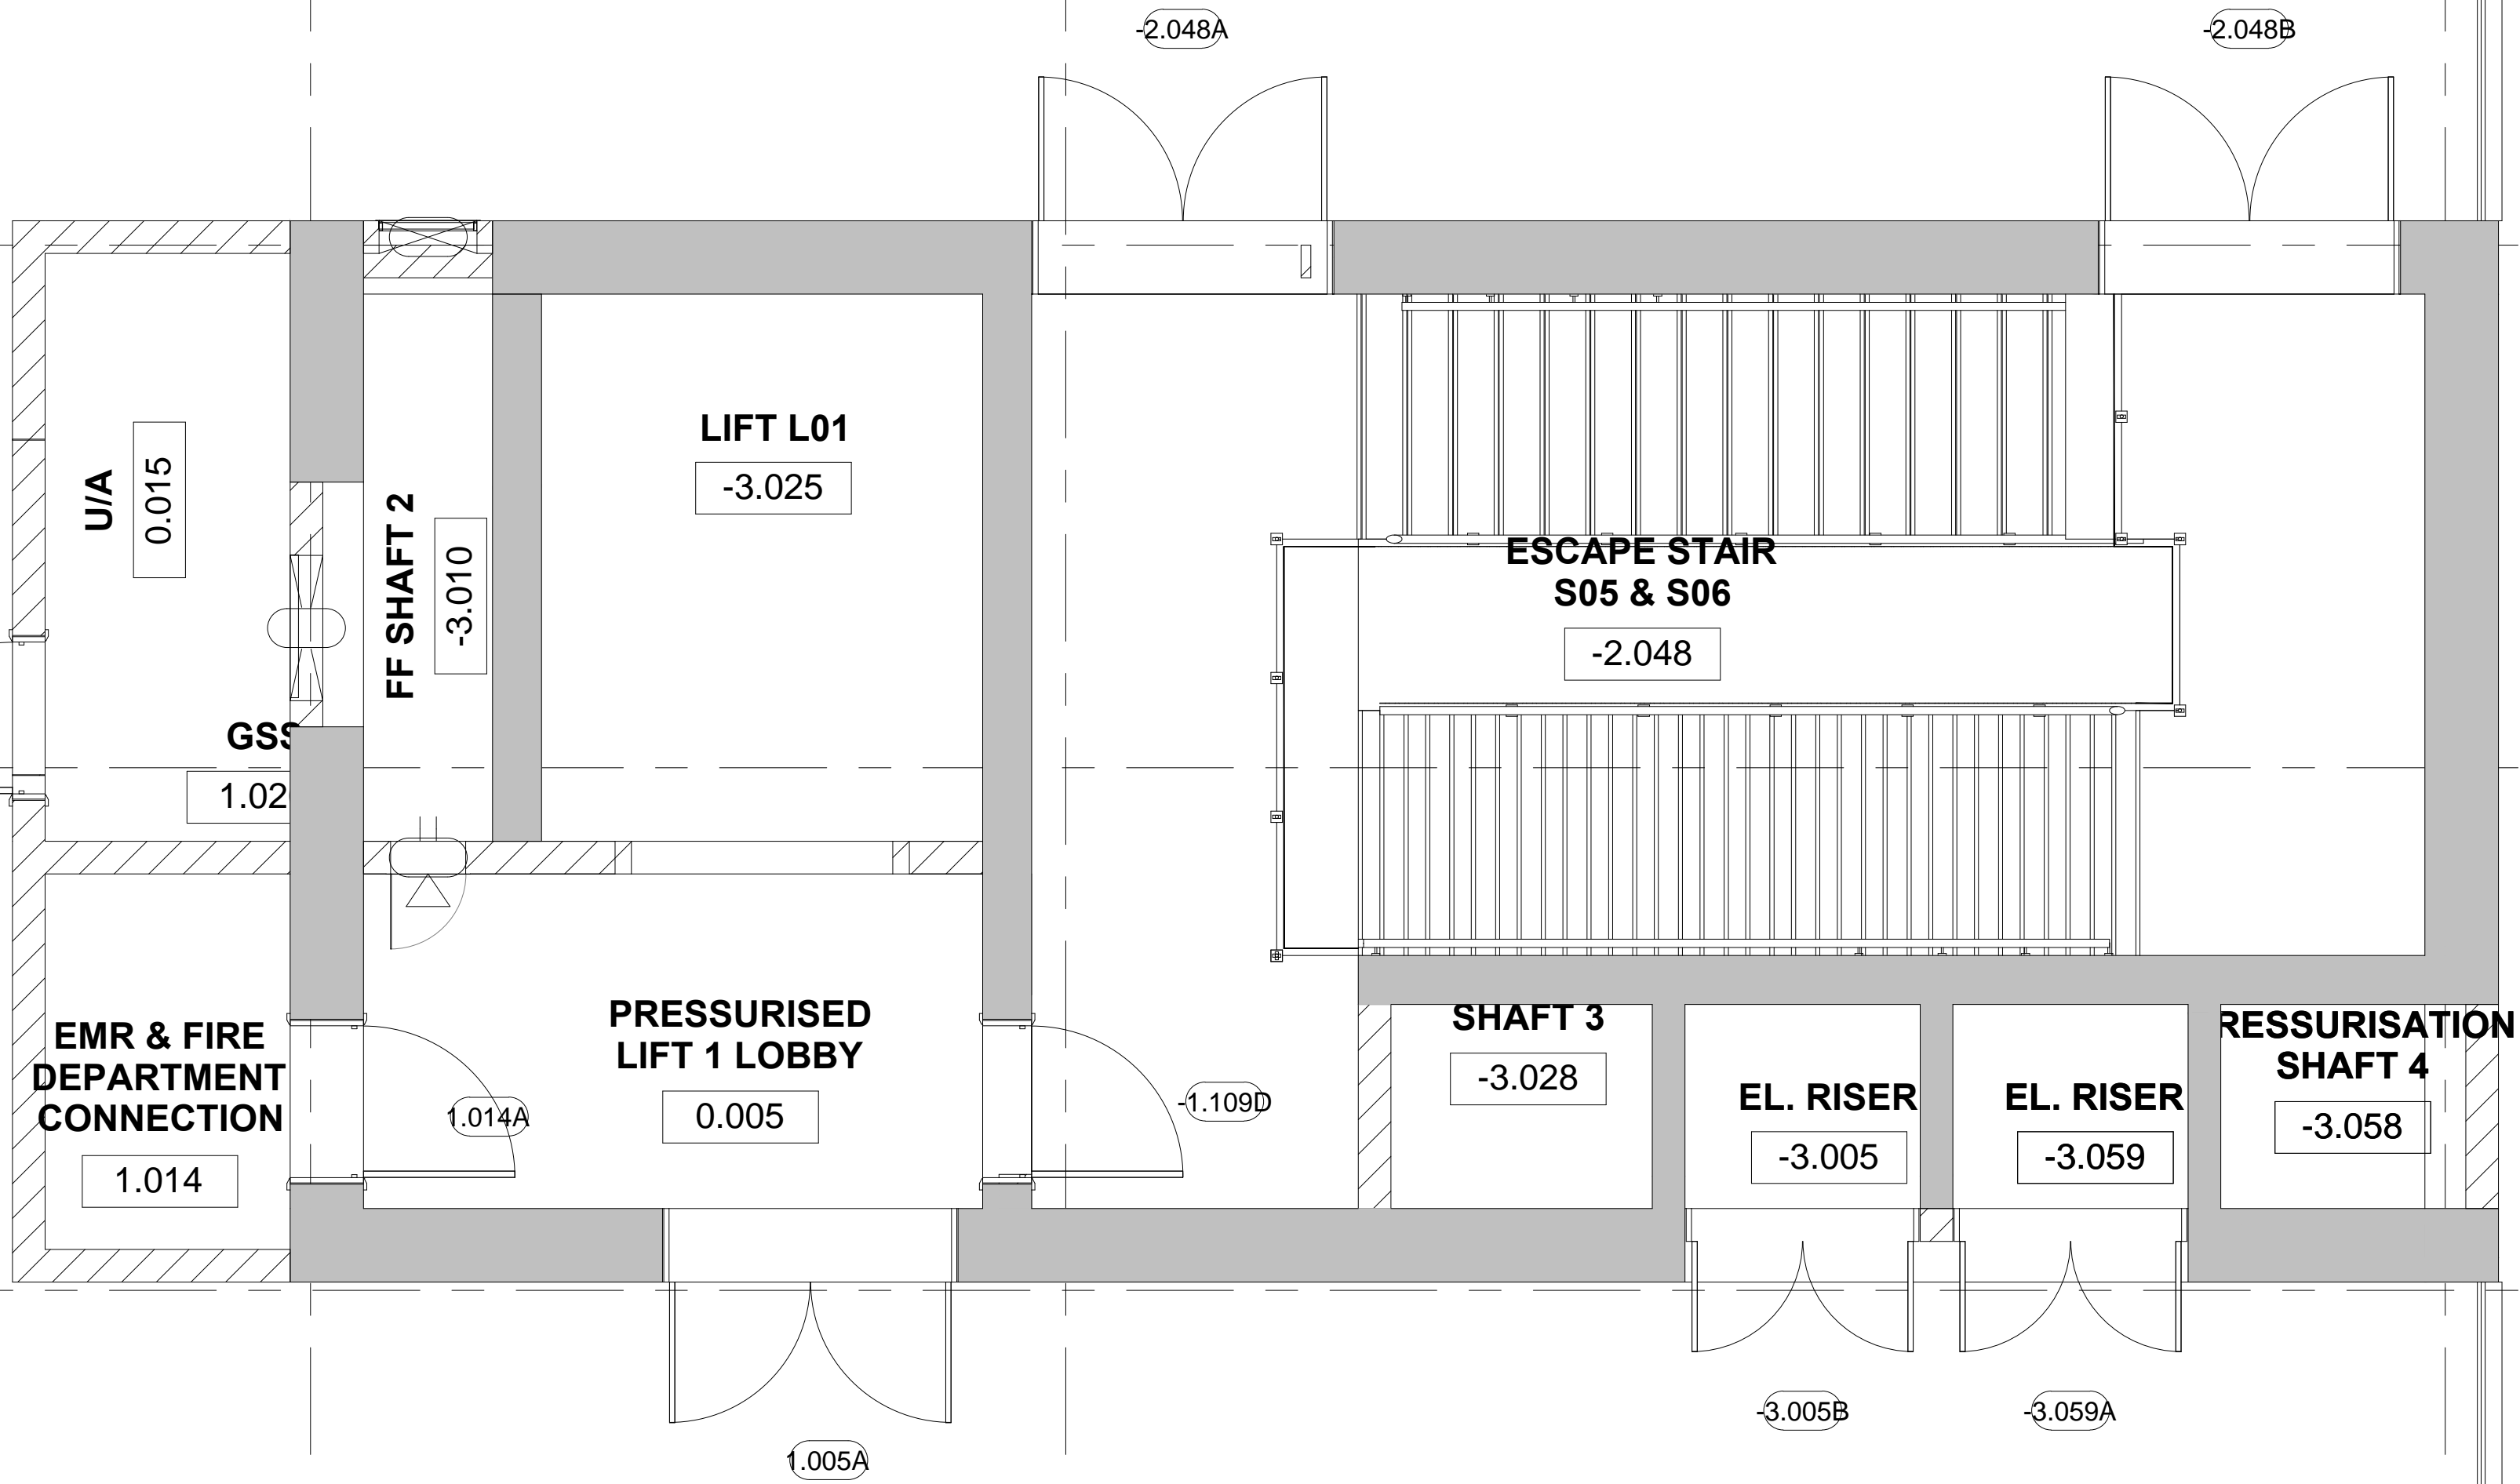 -2.048A
-2.048B
LIFT L01
-3.025
U/A
0.015
FF SHAFT 2
-3.010
ESCAPE STAIR
S05 & S06
-2.048
GSS
1.02
PRESSURISED
LIFT 1 LOBBY
0.005
EMR & FIRE
DEPARTMENT
CONNECTION
1.014
1.014A
-1.109D
SHAFT 3
-3.028
EL. RISER
-3.005
EL. RISER
-3.059
RESSURISATION
SHAFT 4
-3.058
-3.005B
-3.059A
1.005A